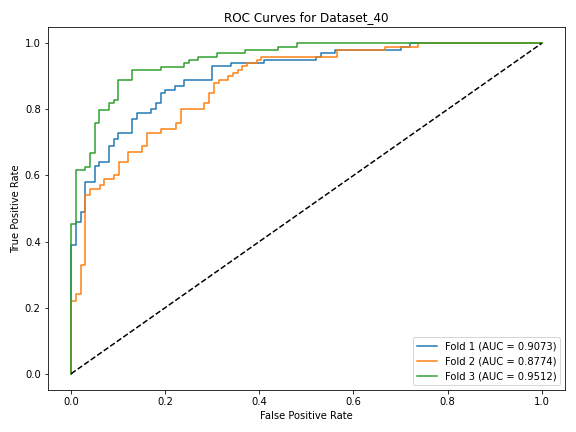 ROC Curves for Dataset_40
True Positive Rate
1.0
0.8
0.6
0.4
0.2
0.0
0.0 0.2 0.4 0.6 0.8 1.0
False Positive Rate
Fold 1 (AUC = 0.9073)
Fold 2 (AUC = 0.8774)
Fold 3 (AUC = 0.9512)